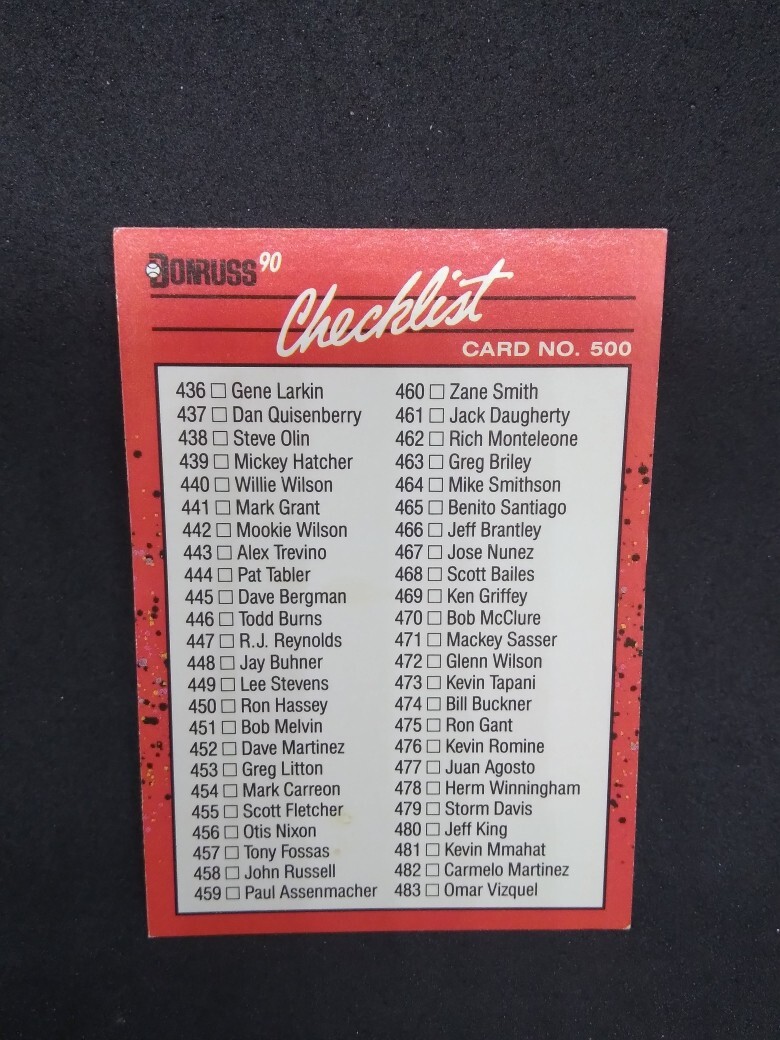 DONRUSS 90
Checklist
CARD NO. 500
436 □ Gene Larkin
437 □ Dan Quisenberry
438 □ Steve Olin
439 □ Mickey Hatcher
440 □ Willie Wilson
441 □ Mark Grant
442 □ Mookie Wilson
443 □ Alex Trevino
444 □ Pat Tabler
445 □ Dave Bergman
446 □ Todd Burns
447 □ R.J. Reynolds
448 □ Jay Buhner
449 □ Lee Stevens
450 □ Ron Hassey
451 □ Bob Melvin
452 □ Dave Martinez
453 □ Greg Litton
454 □ Mark Carreon
455 □ Scott Fletcher
456 □ Otis Nixon
457 □ Tony Fossas
458 □ John Russell
459 □ Paul Assenmacher
460 □ Zane Smith
461 □ Jack Daugherty
462 □ Rich Monteleone
463 □ Greg Briley
464 □ Mike Smithson
465 □ Benito Santiago
466 □ Jeff Brantley
467 □ Jose Nunez
468 □ Scott Bailes
469 □ Ken Griffey
470 □ Bob McClure
471 □ Mackey Sasser
472 □ Glenn Wilson
473 □ Kevin Tapani
474 □ Bill Buckner
475 □ Ron Gant
476 □ Kevin Romine
477 □ Juan Agosto
478 □ Herm Winningham
479 □ Storm Davis
480 □ Jeff King
481 □ Kevin Mmahat
482 □ Carmelo Martinez
483 □ Omar Vizquel